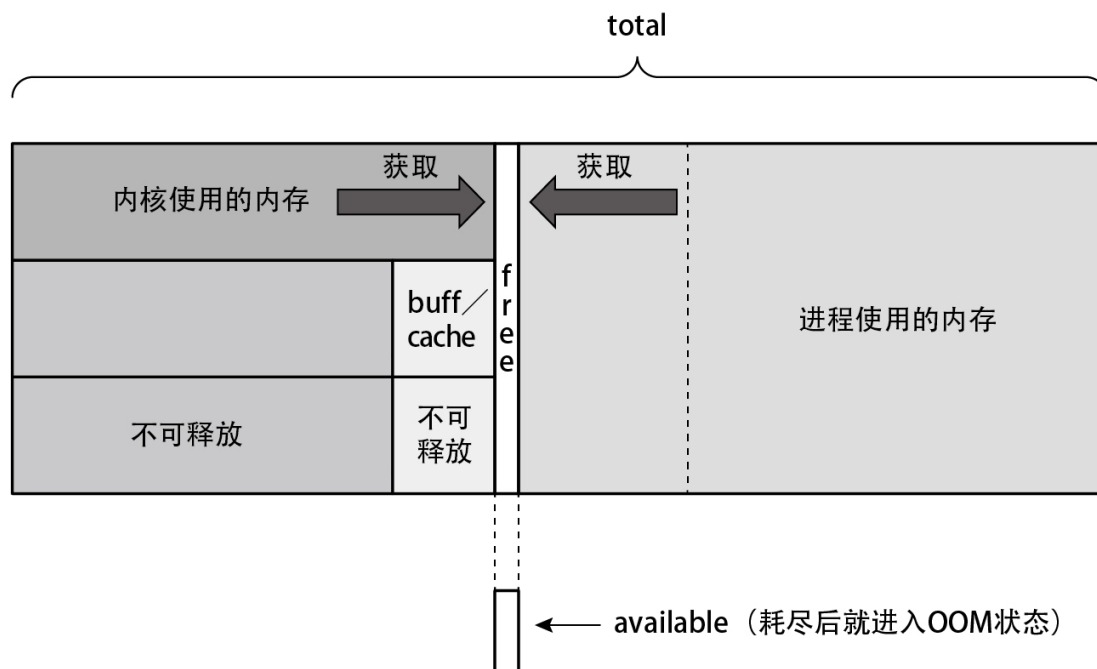 total
获取
获取
内核使用的内存
free
buff／
cache
进程使用的内存
不可释放
不可
释放
available（耗尽后就进入OOM状态）